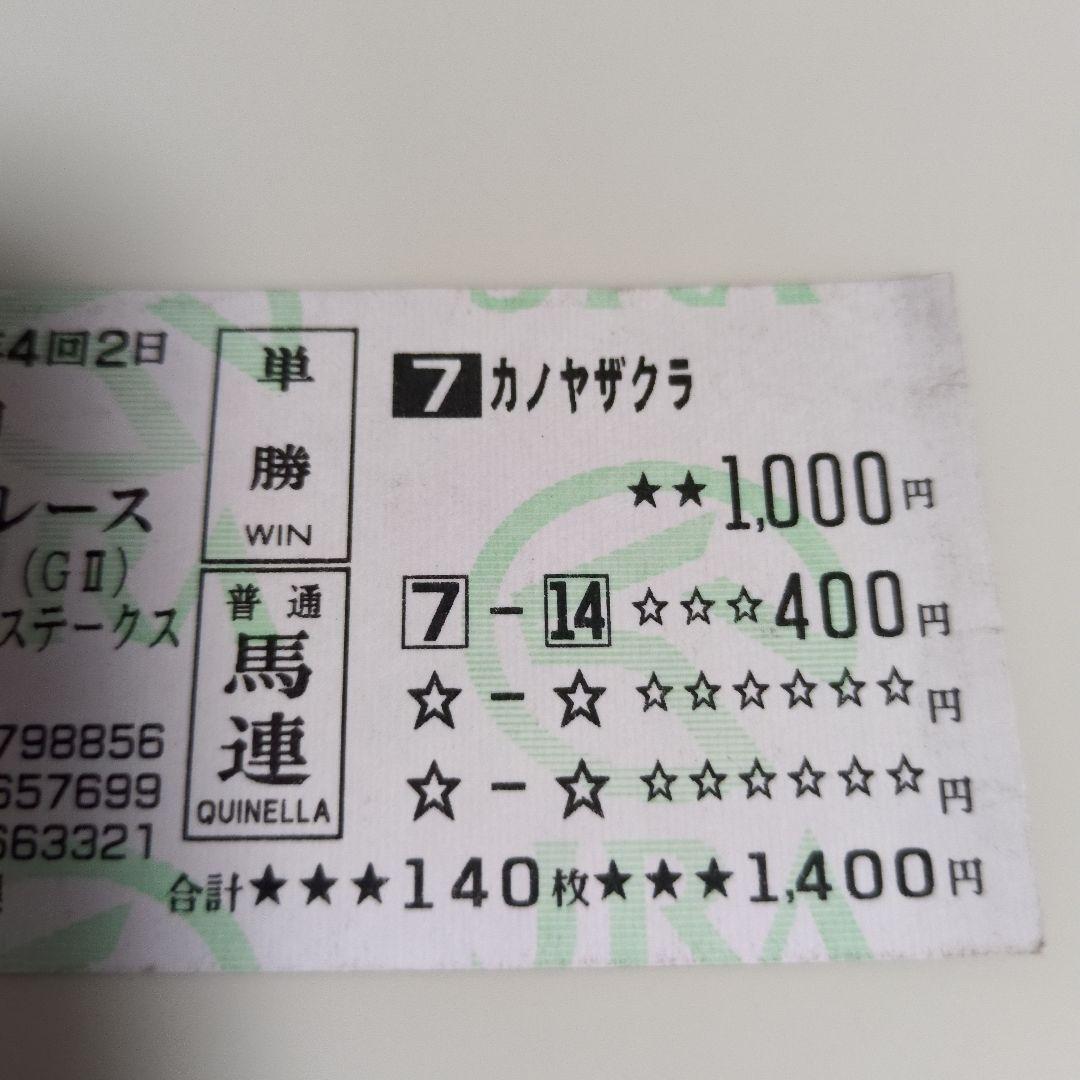 4回2日
レース
(GⅡ)
ステークス
798856
657699
663321
単勝
WIN
普通
馬連
QUINELLA
7 カノヤザクラ
★★1,000円
7 - 14 ☆☆☆400円
☆ - ☆ ☆☆☆☆☆☆円
☆ - ☆ ☆☆☆☆☆☆円
合計★★★140枚★★★1,400円
JRA